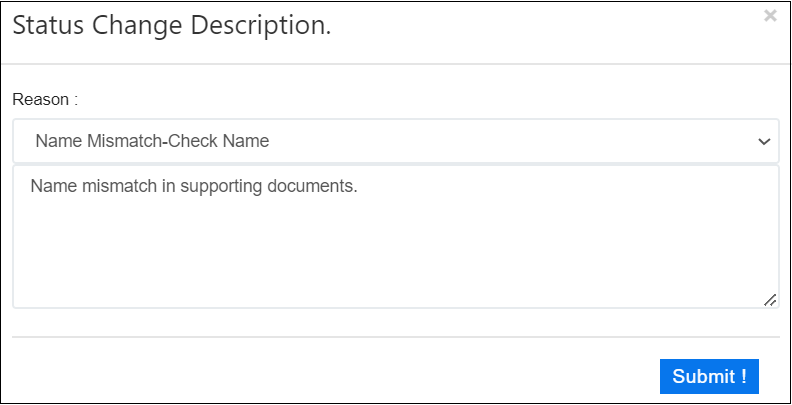 Status Change Description.
×
Reason :
Name Mismatch-Check Name
Name mismatch in supporting documents.
Submit !